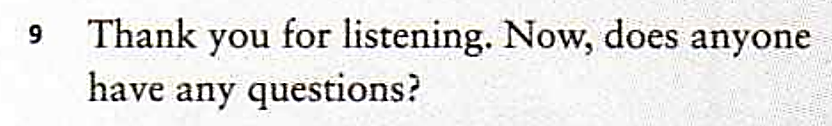 9 Thank you for listening. Now, does anyone
have any questions?